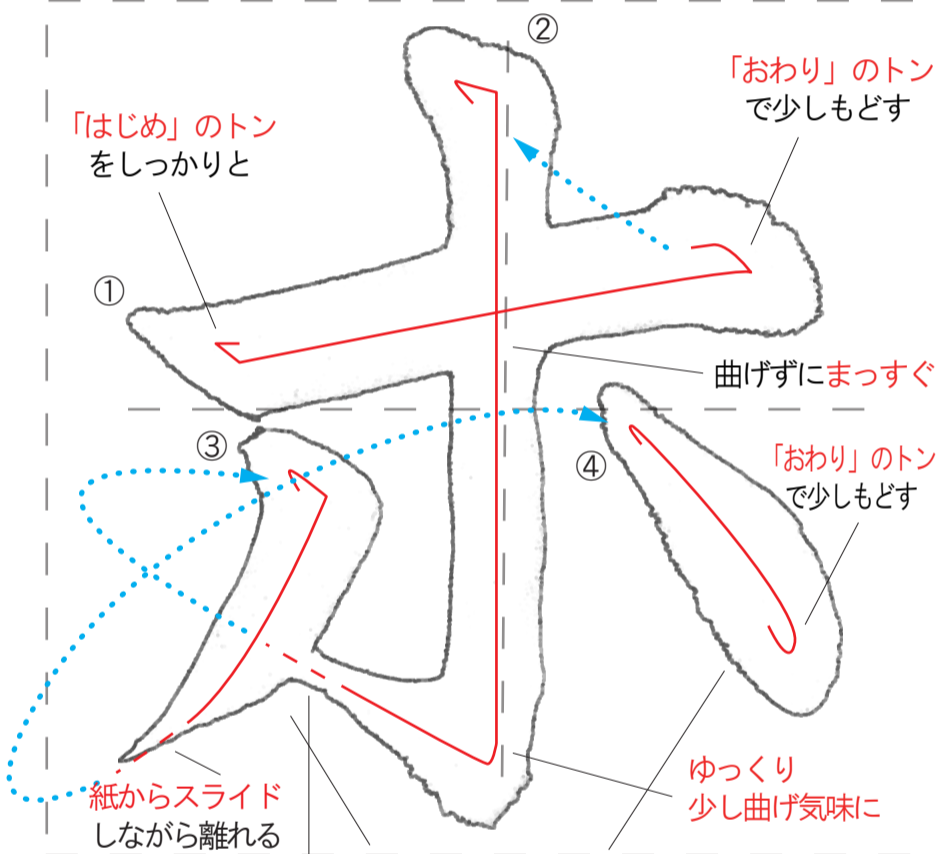 ②
「おわり」のトン
で少しもどす
「はじめ」のトン
をしっかりと
①
曲げずにまっすぐ
③
④
「おわり」のトン
で少しもどす
ゆっくり
少し曲げ気味に
紙からスライド
しながら離れる